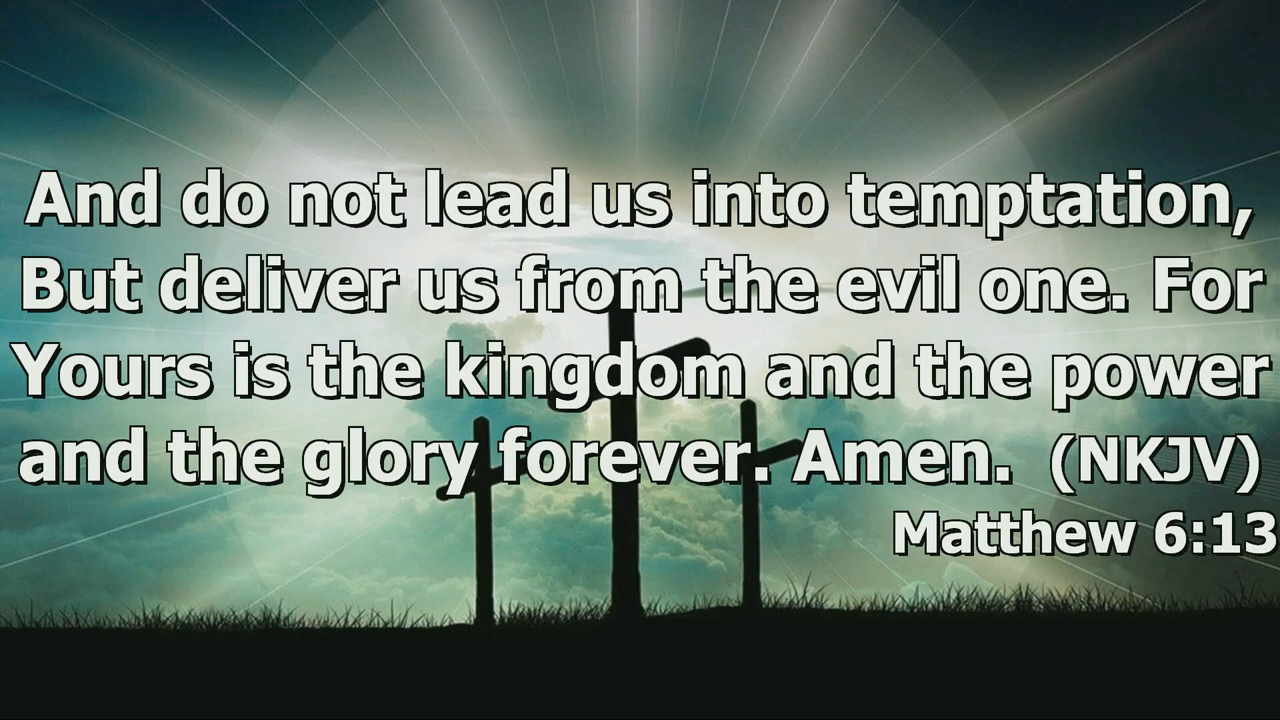 And do not lead us into temptation,
But deliver us from the evil one. For
Yours is the kingdom and the power
and the glory forever. Amen. (NKJV)
Matthew 6:13